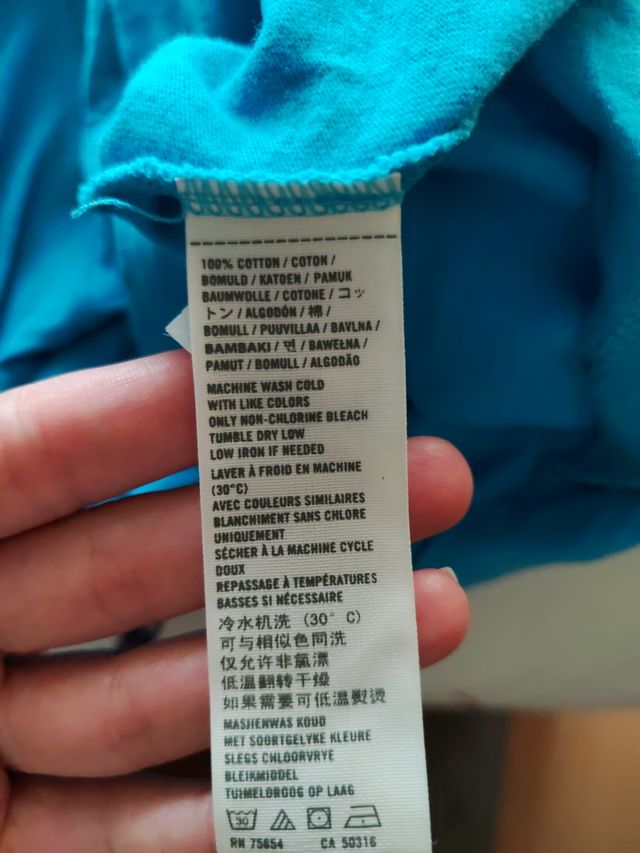 100% COTTON / COTON /
BOMULD / KATOEN / PAMUK
BAUMWOLLE / COTONE / コッ
トン / ALGODÓN / 棉 /
BOMULL / PUUVILLAA / BAVLNA /
BAMBAKI / 면 / BAWEŁNA /
PAMUT / BOMULL / ALGODÃO
MACHINE WASH COLD
WITH LIKE COLORS
ONLY NON-CHLORINE BLEACH
TUMBLE DRY LOW
LOW IRON IF NEEDED
LAVER À FROID EN MACHINE
(30°C)
AVEC COULEURS SIMILAIRES
BLANCHIMENT SANS CHLORE
UNIQUEMENT
SÉCHER À LA MACHINE CYCLE
DOUX
REPASSAGE À TEMPÉRATURES
BASSES SI NÉCESSAIRE
冷水机洗 (30° C)
可与相似色同洗
仅允许非氯漂
低温翻转干燥
如果需要可低温熨烫
MASJIENWAS KOUD
MET SOORTGELYKE KLEURE
SLEGS CHLOORVRYE
BLEIKMIDDEL
TUIMELDROOG OP LAAG
30
RN 75654 CA 50316